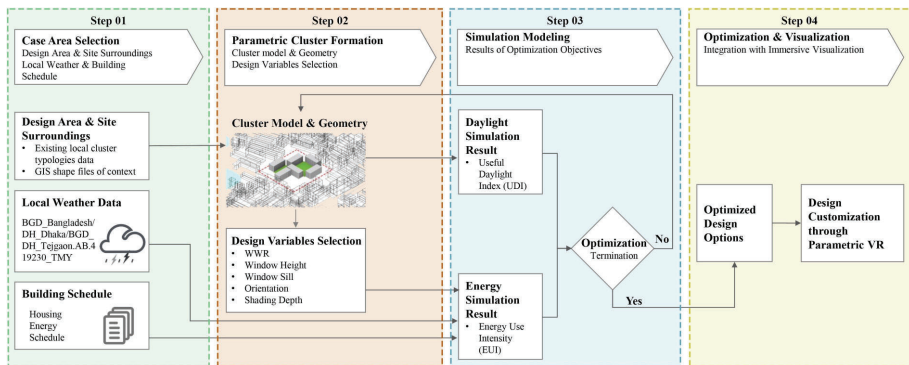 Step 01
Case Area Selection
Design Area & Site Surroundings
Local Weather & Building
Schedule
Design Area & Site
Surroundings
• Existing local cluster
typologies data
• GIS shape files of context
Local Weather Data
BGD_Bangladesh/
DH_Dhaka/BGD_
DH_Tejgaon.AB.4
19230_TMY
Building Schedule
Housing
Energy
Schedule
Step 02
Parametric Cluster Formation
Cluster model & Geometry
Design Variables Selection
Cluster Model & Geometry
Design Variables Selection
• WWR
• Window Height
• Window Sill
• Orientation
• Shading Depth
Step 03
Simulation Modeling
Results of Optimization Objectives
Daylight
Simulation
Result
• Useful
Daylight
Index (UDI)
Energy
Simulation
Result
• Energy Use
Intensity
(EUI)
Optimization
Termination
No
Yes
Step 04
Optimization & Visualization
Integration with Immersive Visualization
Optimized
Design
Options
Design
Customization
through
Parametric VR